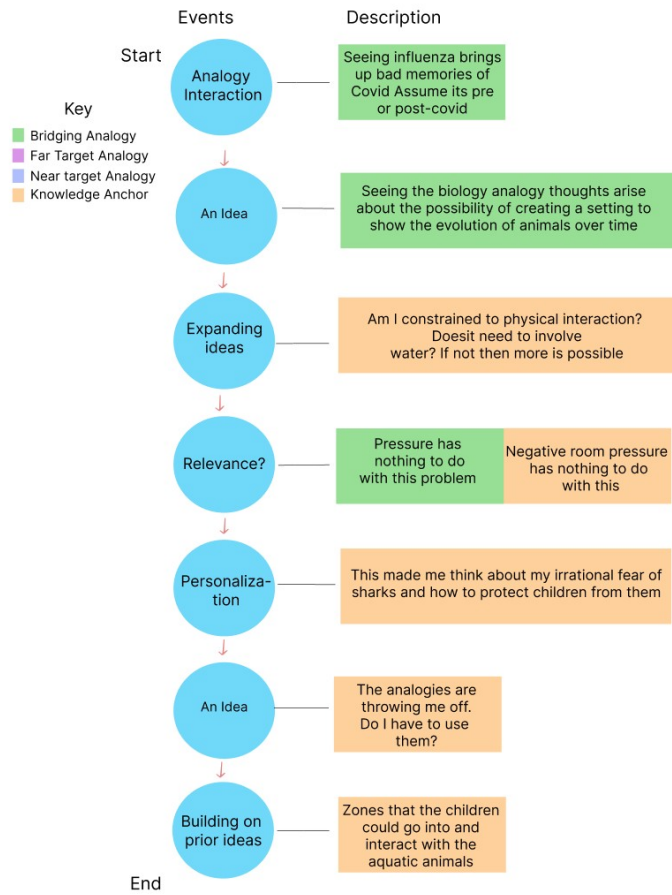 Events
Description
Start
Analogy
Interaction
Seeing influenza brings
up bad memories of
Covid Assume its pre
or post-covid
Key
Bridging Analogy
Far Target Analogy
Near target Analogy
Knowledge Anchor
An Idea
Seeing the biology analogy thoughts arise
about the possibility of creating a setting to
show the evolution of animals over time
Expanding
ideas
Am I constrained to physical interaction?
Doesit need to involve
water? If not then more is possible
Relevance?
Pressure has
nothing to do
with this problem
Negative room pressure
has nothing to do
with this
Personaliza-
tion
This made me think about my irrational fear of
sharks and how to protect children from them
An Idea
The analogies are
throwing me off.
Do I have to use
them?
Building on
prior ideas
Zones that the children
could go into and
interact with the
aquatic animals
End